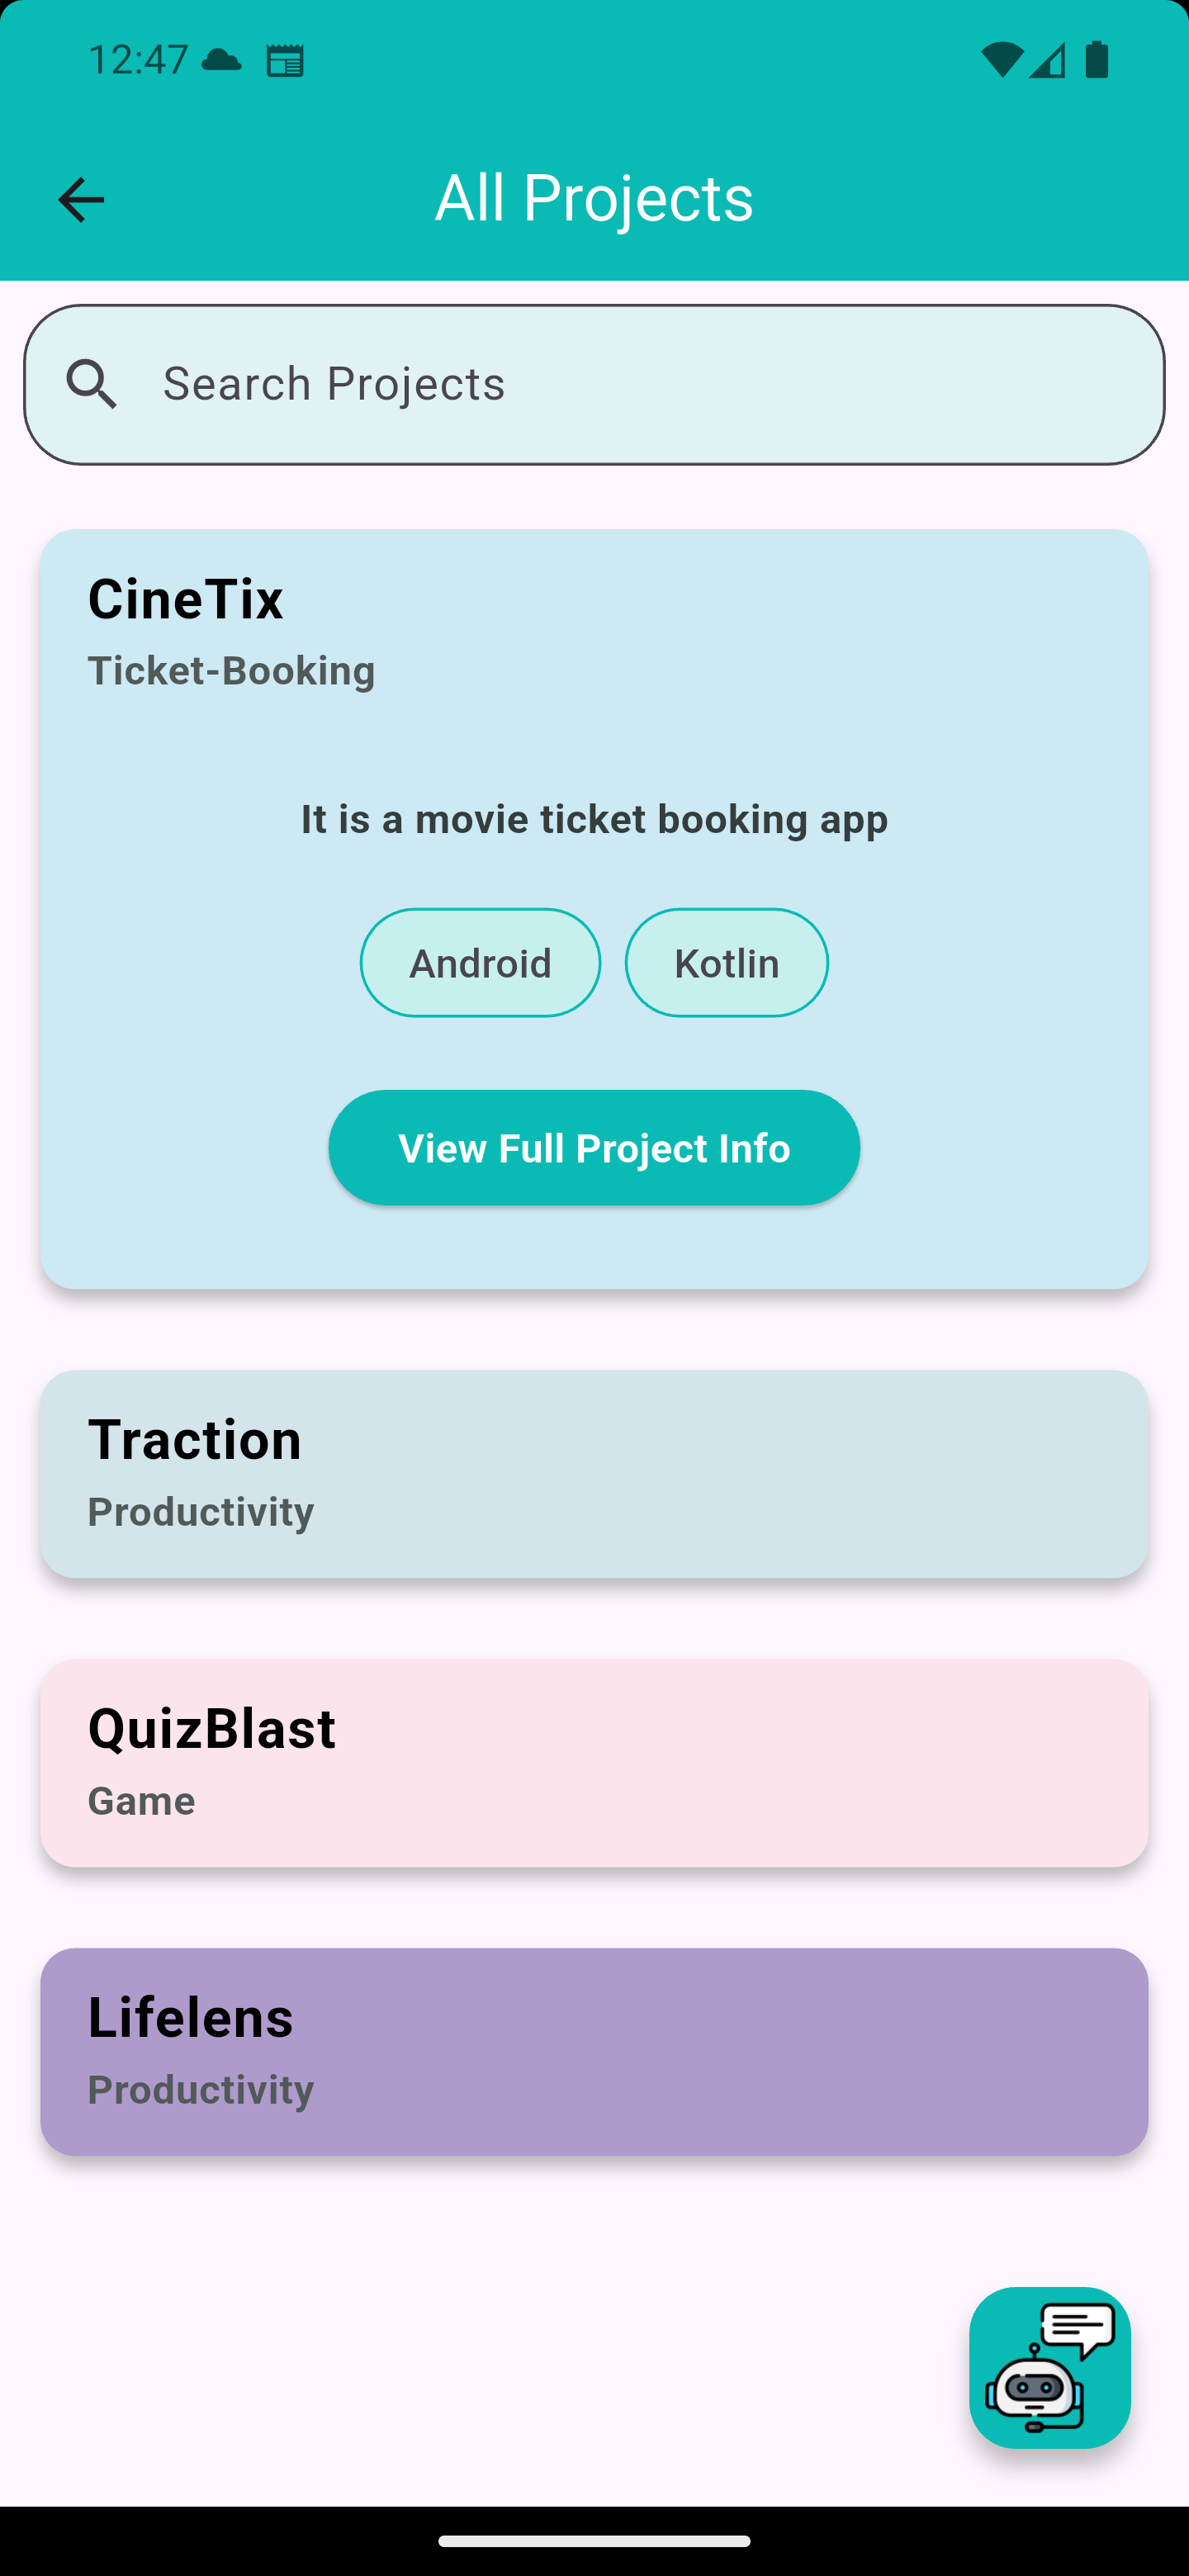 12:47
All Projects
Search Projects
CineTix
Ticket-Booking
It is a movie ticket booking app
Android Kotlin
View Full Project Info
Traction
Productivity
QuizBlast
Game
Lifelens
Productivity